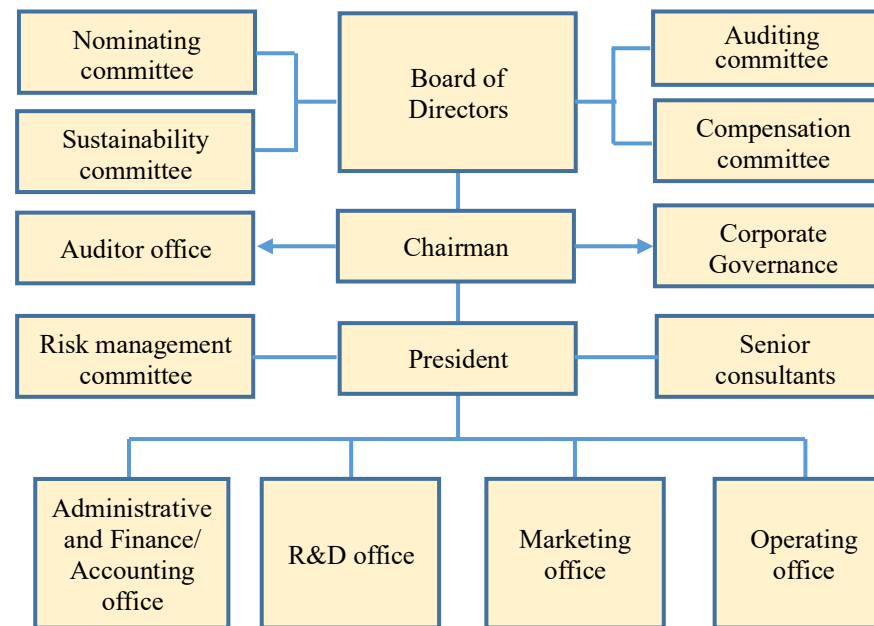 Nominating
committee
Board of
Directors
Auditing
committee
Sustainability
committee
Compensation
committee
Auditor office
Chairman
Corporate
Governance
Risk management
committee
President
Senior
consultants
Administrative
and Finance/
Accounting
office
R&D office
Marketing
office
Operating
office